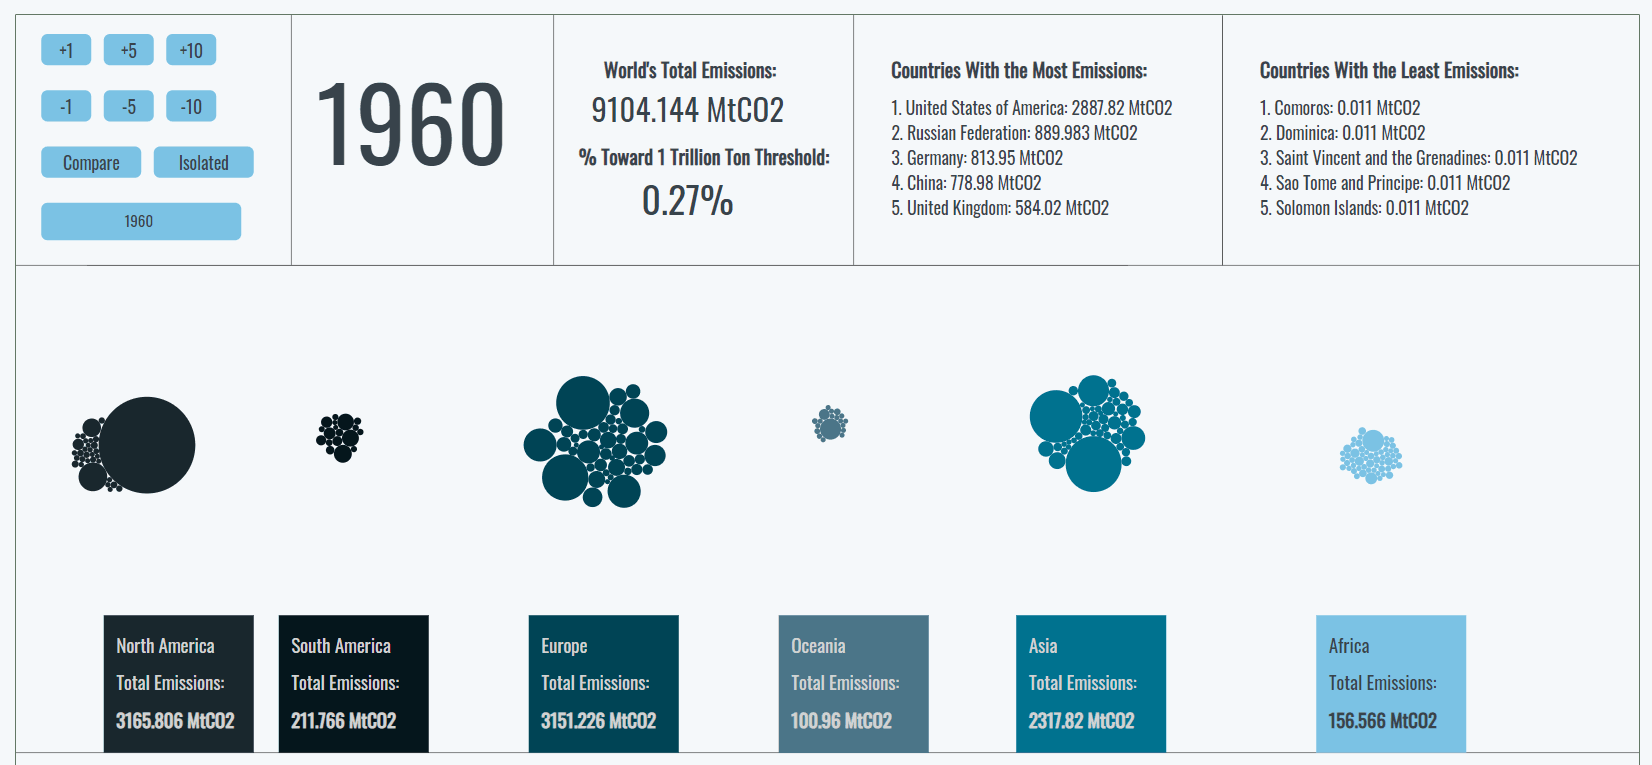 +1 +5 +10
-1 -5 -10
Compare Isolated
1960
1960
World's Total Emissions:
9104.144 MtCO2
% Toward 1 Trillion Ton Threshold:
0.27%
Countries With the Most Emissions:
1. United States of America: 2887.82 MtCO2
2. Russian Federation: 889.983 MtCO2
3. Germany: 813.95 MtCO2
4. China: 778.98 MtCO2
5. United Kingdom: 584.02 MtCO2
Countries With the Least Emissions:
1. Comoros: 0.011 MtCO2
2. Dominica: 0.011 MtCO2
3. Saint Vincent and the Grenadines: 0.011 MtCO2
4. Sao Tome and Principe: 0.011 MtCO2
5. Solomon Islands: 0.011 MtCO2
North America
Total Emissions:
3165.806 MtCO2
South America
Total Emissions:
211.766 MtCO2
Europe
Total Emissions:
3151.226 MtCO2
Oceania
Total Emissions:
100.96 MtCO2
Asia
Total Emissions:
2317.82 MtCO2
Africa
Total Emissions:
156.566 MtCO2